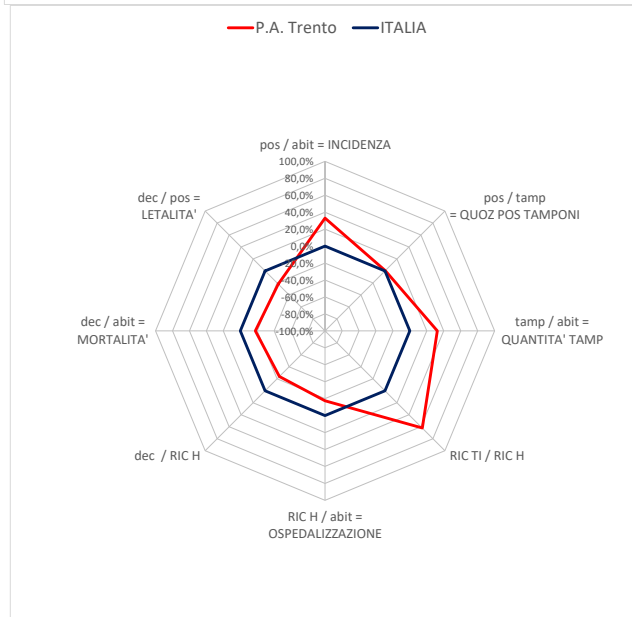 P.A. Trento ITALIA
pos / abit = INCIDENZA
pos / tamp
= QUOZ POS TAMPONI
tamp / abit =
QUANTITA' TAMP
RIC TI / RIC H
RIC H / abit =
OSPEDALIZZAZIONE
dec / RIC H
dec / abit =
MORTALITA'
dec / pos =
LETALITA'
100,0%
80,0%
60,0%
40,0%
20,0%
0,0%
-20,0%
-40,0%
-60,0%
-80,0%
-100,0%